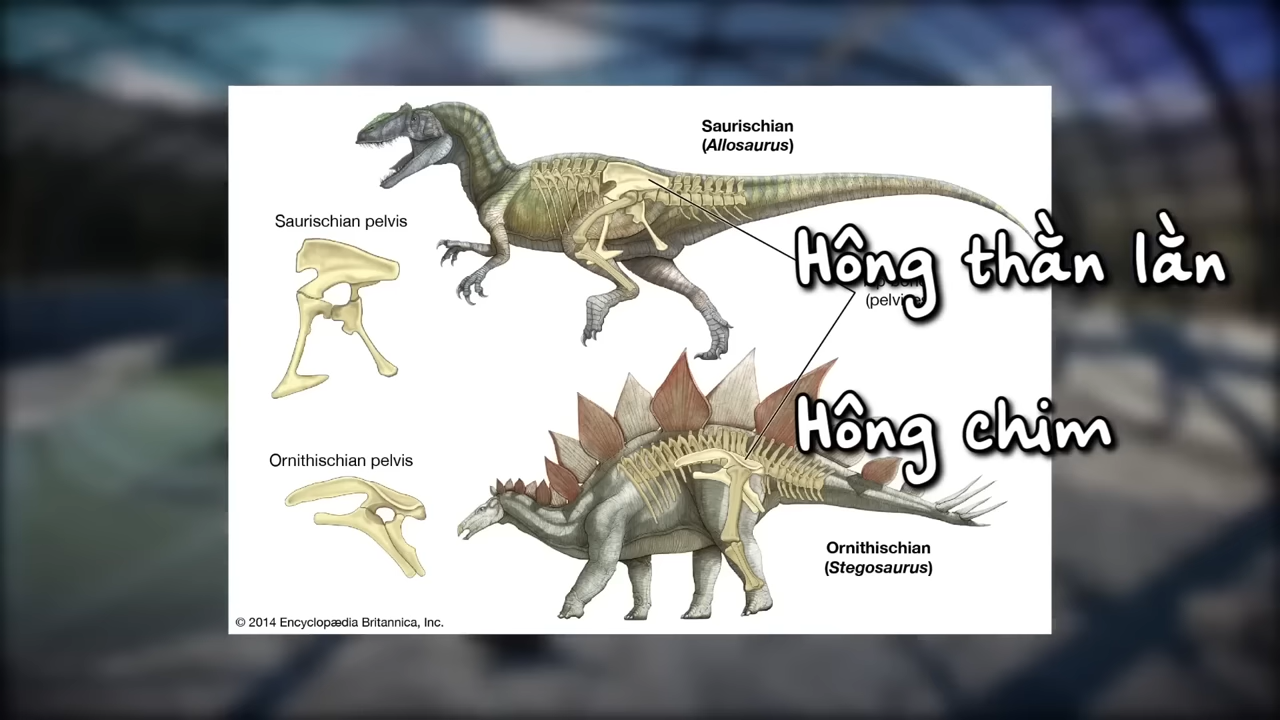 Saurischian
(Allosaurus)
Saurischian pelvis
Hông thằn lằn
Hông chim
Ornithischian pelvis
Ornithischian
(Stegosaurus)
© 2014 Encyclopædia Britannica, Inc.